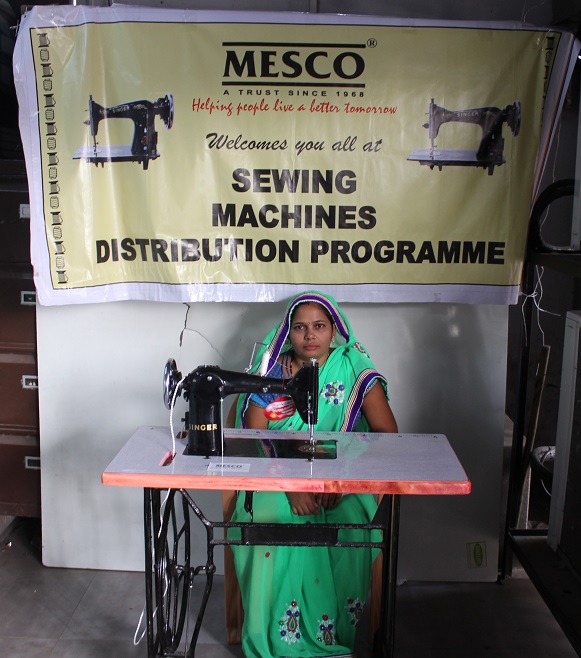 MESCO®
A TRUST SINCE 1968
Helping people live a better tomorrow
Welcomes you all at
SEWING
MACHINES
DISTRIBUTION PROGRAMME
SINGER
MESCO